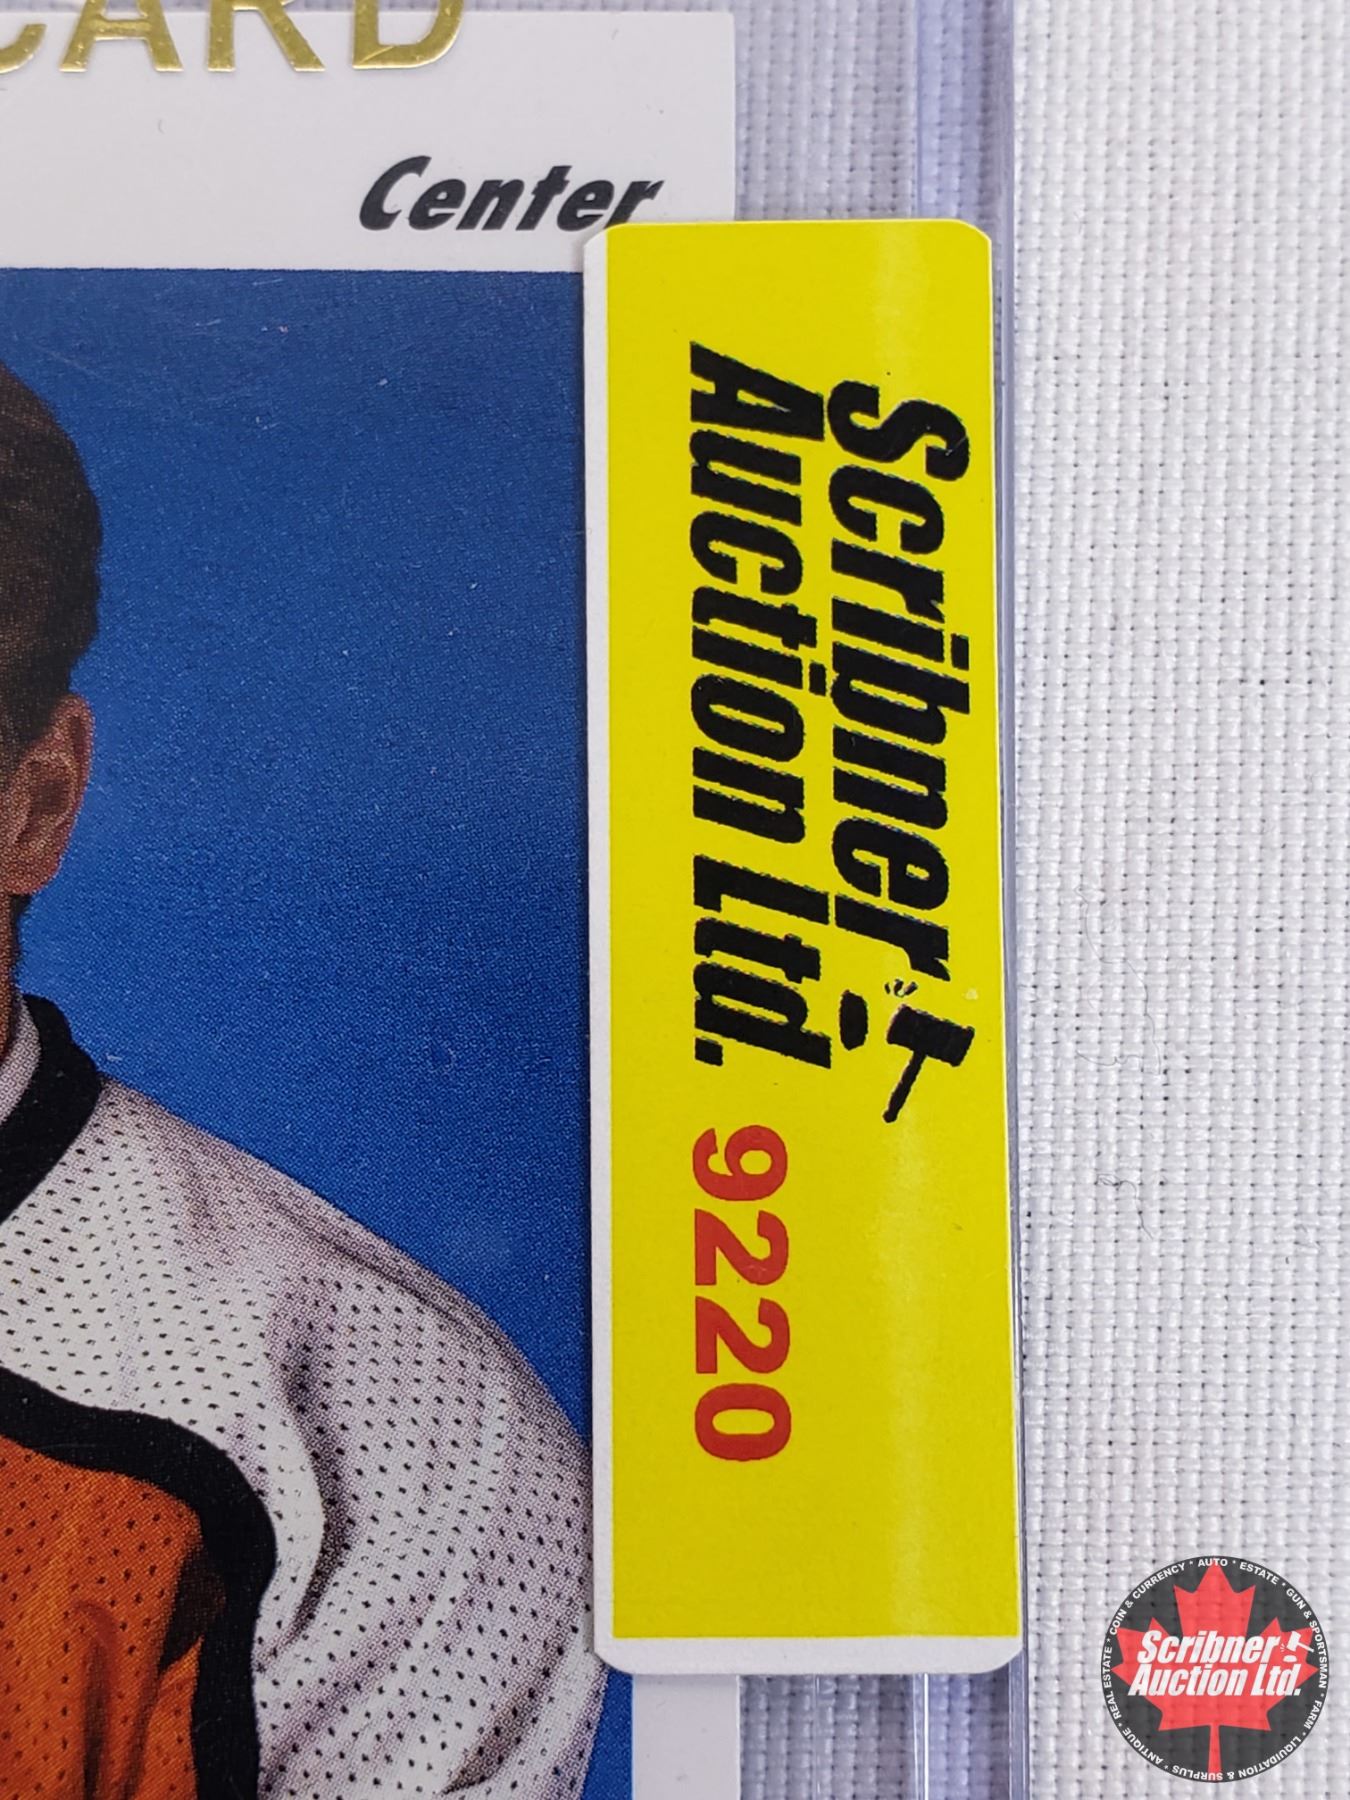 CARD
Center
Scribner
Auction Ltd. 9220
Scribner
Auction Ltd.
REAL ESTATE * COIN & CURRENCY * AUTO * ESTATE * GUN & SPORTSMAN * FARM * LIQUIDATION & SURPLUS * ANTIQUE *